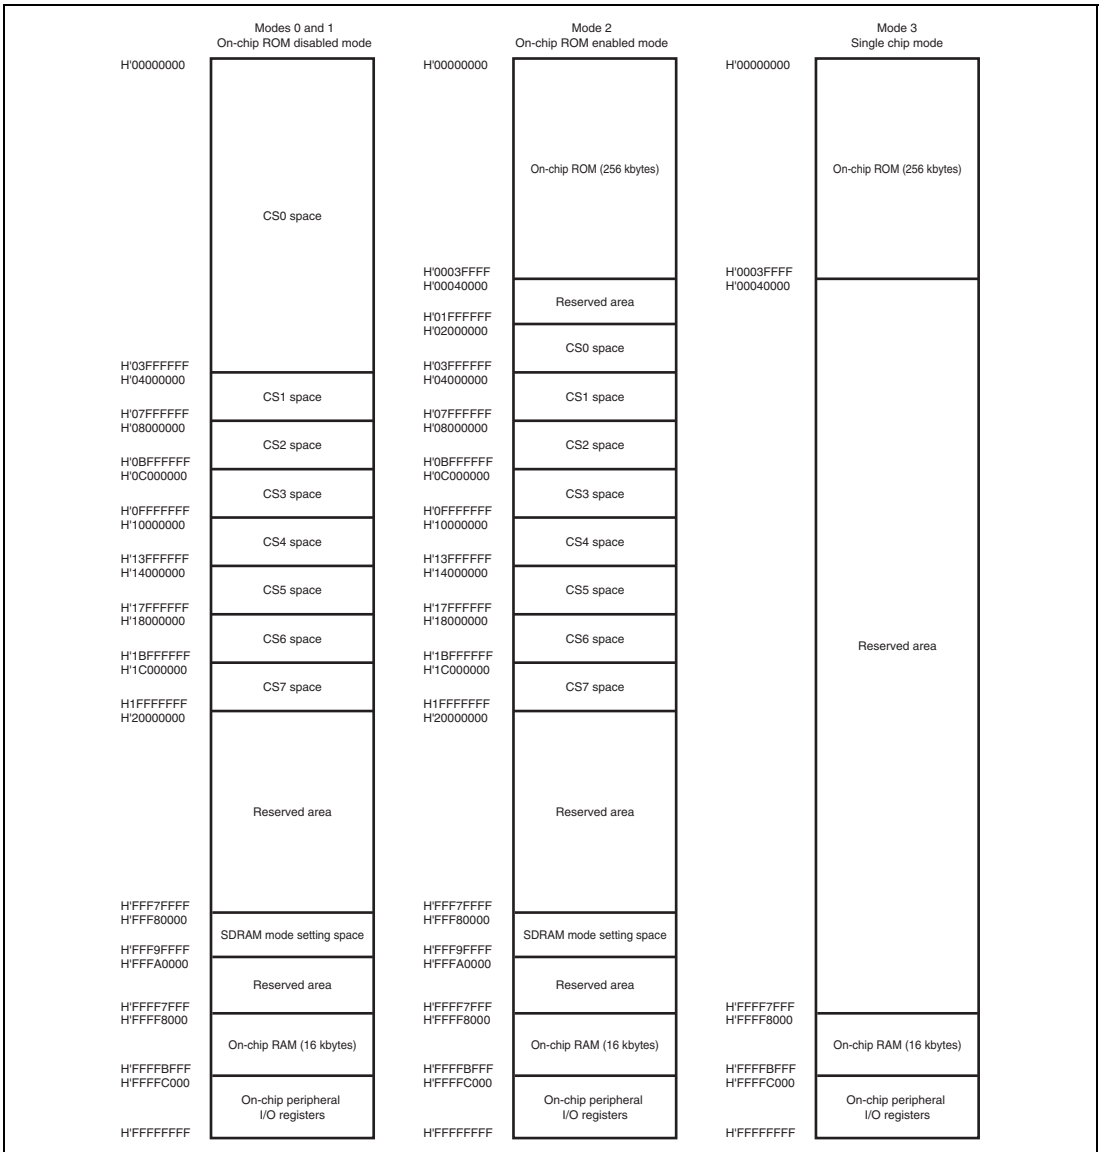 Modes 0 and 1
On-chip ROM disabled mode
H'00000000
CS0 space
H'03FFFFFF
H'04000000
CS1 space
H'07FFFFFF
H'08000000
CS2 space
H'0BFFFFFF
H'0C000000
CS3 space
H'0FFFFFFF
H'10000000
CS4 space
H'13FFFFFF
H'14000000
CS5 space
H'17FFFFFF
H'18000000
CS6 space
H'1BFFFFFF
H'1C000000
CS7 space
H1FFFFFFF
H'20000000
Reserved area
H'FFF7FFFF
H'FFF80000
SDRAM mode setting space
H'FFF9FFFF
H'FFFA0000
Reserved area
H'FFFF7FFF
H'FFFF8000
On-chip RAM (16 kbytes)
H'FFFFBFFF
H'FFFFC000
On-chip peripheral
I/O registers
H'FFFFFFFF
Mode 2
On-chip ROM enabled mode
H'00000000
On-chip ROM (256 kbytes)
H'0003FFFF
H'00040000
Reserved area
H'01FFFFFF
H'02000000
CS0 space
H'03FFFFFF
H'04000000
CS1 space
H'07FFFFFF
H'08000000
CS2 space
H'0BFFFFFF
H'0C000000
CS3 space
H'0FFFFFFF
H'10000000
CS4 space
H'13FFFFFF
H'14000000
CS5 space
H'17FFFFFF
H'18000000
CS6 space
H'1BFFFFFF
H'1C000000
CS7 space
H1FFFFFFF
H'20000000
Reserved area
H'FFF7FFFF
H'FFF80000
SDRAM mode setting space
H'FFF9FFFF
H'FFFA0000
Reserved area
H'FFFF7FFF
H'FFFF8000
On-chip RAM (16 kbytes)
H'FFFFBFFF
H'FFFFC000
On-chip peripheral
I/O registers
H'FFFFFFFF
Mode 3
Single chip mode
H'00000000
On-chip ROM (256 kbytes)
H'0003FFFF
H'00040000
Reserved area
H'FFFF7FFF
H'FFFF8000
On-chip RAM (16 kbytes)
H'FFFFBFFF
H'FFFFC000
On-chip peripheral
I/O registers
H'FFFFFFFF